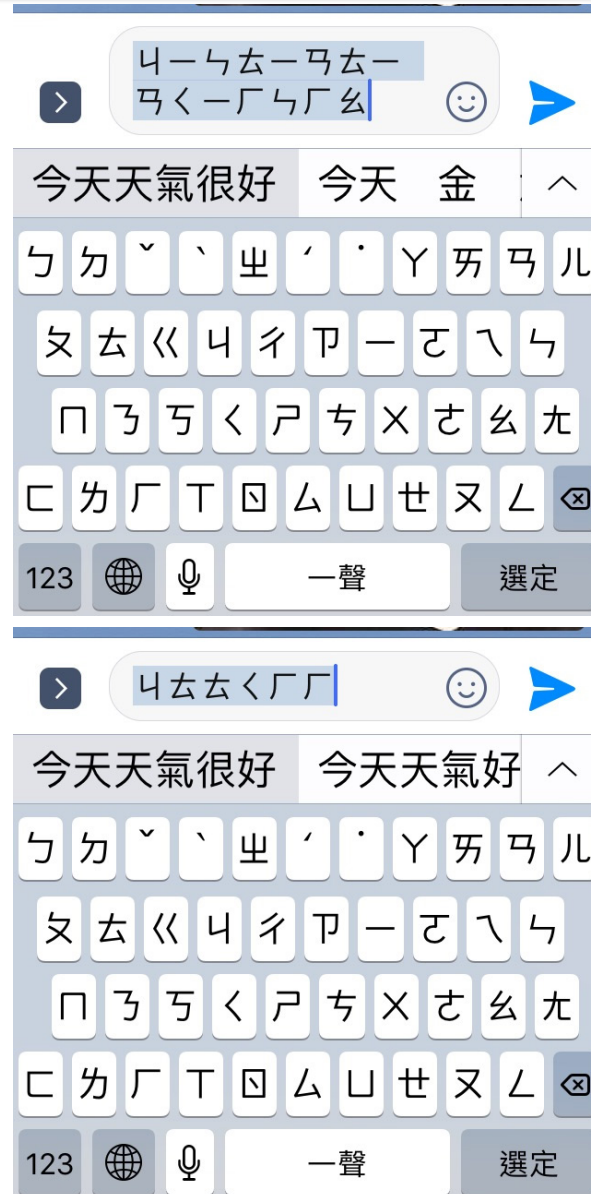 ㄐㄧㄣㄊㄧㄢㄊㄧ
ㄢㄑㄧㄏㄣㄏㄠ
今天天氣很好 今天 金
ㄅ ㄉ ˇ ˋ ㄓ ˊ ˙ ㄚ ㄞ ㄢ ㄦ
ㄆ ㄊ ㄍ ㄐ ㄔ ㄗ ㄧ ㄛ ㄟ ㄣ
ㄇ ㄋ ㄎ ㄑ ㄕ ㄘ ㄨ ㄜ ㄠ ㄤ
ㄈ ㄌ ㄏ ㄒ ㄖ ㄙ ㄩ ㄝ ㄡ ㄥ
123 一聲 選定
ㄐㄊㄊㄑㄏㄏ
今天天氣很好 今天天氣好
ㄅ ㄉ ˇ ˋ ㄓ ˊ ˙ ㄚ ㄞ ㄢ ㄦ
ㄆ ㄊ ㄍ ㄐ ㄔ ㄗ ㄧ ㄛ ㄟ ㄣ
ㄇ ㄋ ㄎ ㄑ ㄕ ㄘ ㄨ ㄜ ㄠ ㄤ
ㄈ ㄌ ㄏ ㄒ ㄖ ㄙ ㄩ ㄝ ㄡ ㄥ
123 一聲 選定